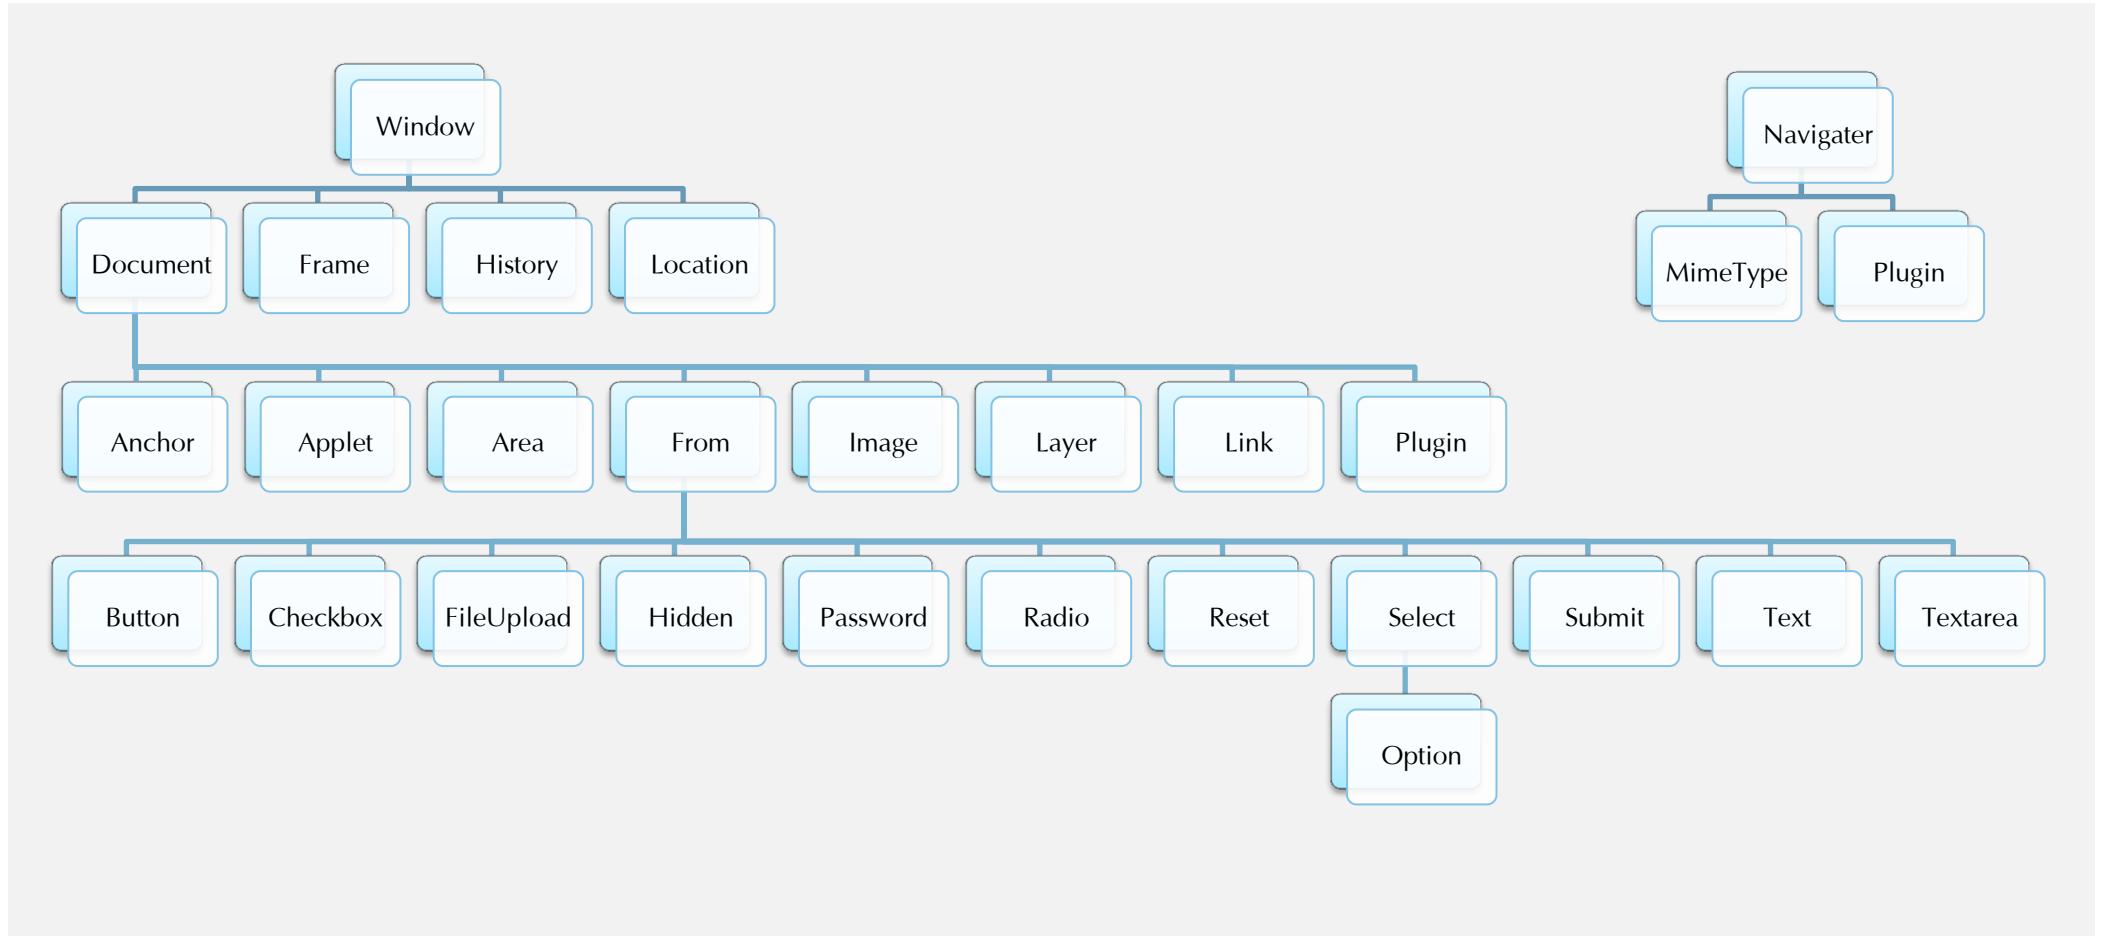 Window
Navigater
Document
Frame
History
Location
MimeType
Plugin
Anchor
Applet
Area
From
Image
Layer
Link
Plugin
Button
Checkbox
FileUpload
Hidden
Password
Radio
Reset
Select
Submit
Text
Textarea
Option